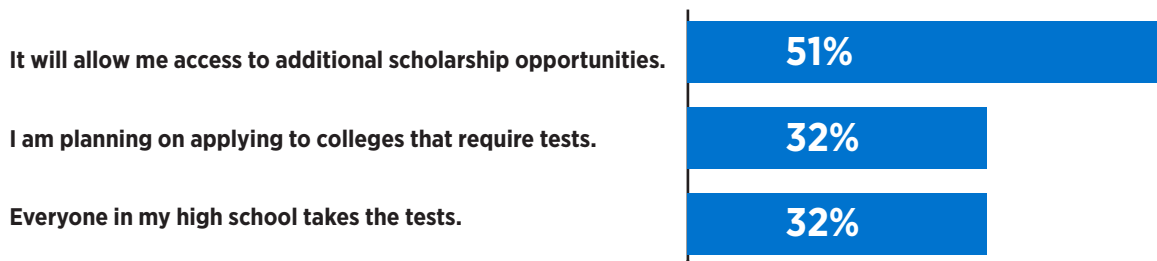 It will allow me access to additional scholarship opportunities. 51%
I am planning on applying to colleges that require tests. 32%
Everyone in my high school takes the tests. 32%